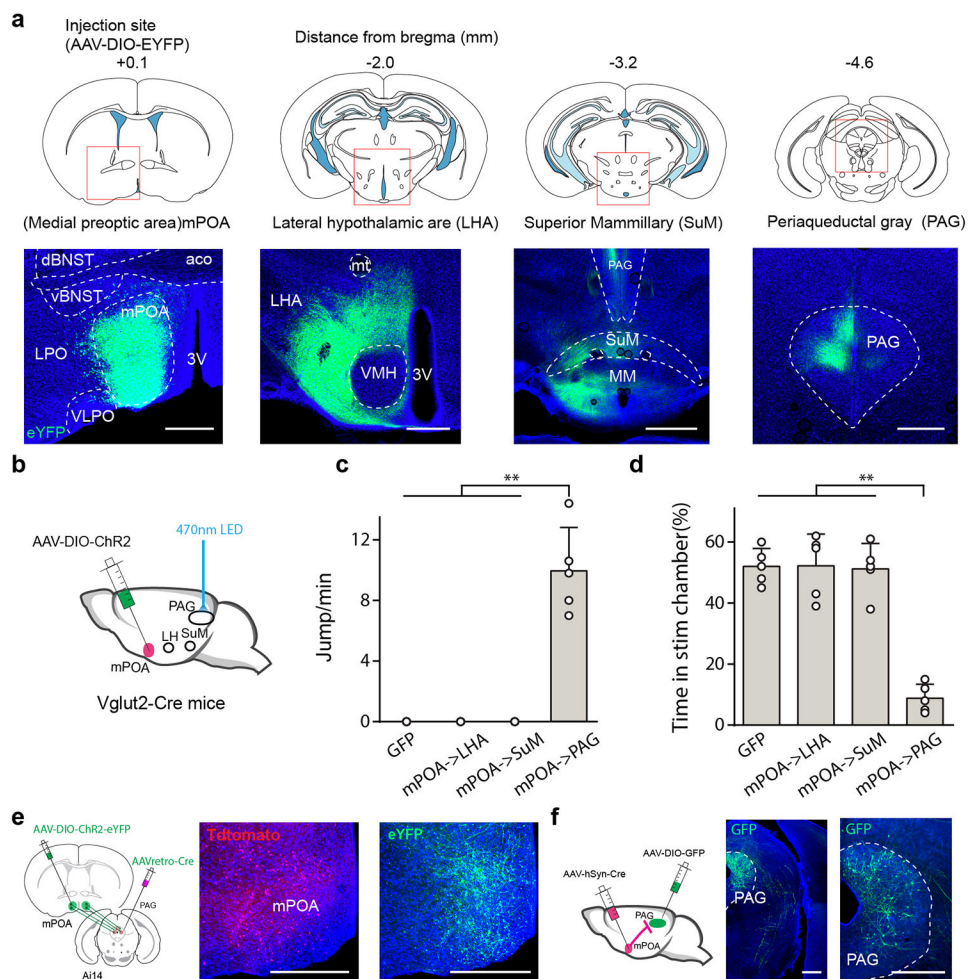 a
Injection site
(AAV-DIO-EYFP)
Distance from bregma (mm)
+0.1
-2.0
-3.2
-4.6
(Medial preoptic area)mPOA
Lateral hypothalamic are (LHA)
Superior Mammillary (SuM)
Periaqueductal gray (PAG)
dBNST
aco
vBNST
mPOA
LPO
3V
VLPO
eYFP
mt
LHA
VMH
3V
PAG
SuM
MM
PAG
b
470nm LED
AAV-DIO-ChR2
PAG
LH
SuM
mPOA
Vglut2-Cre mice
c
**
12
8
4
0
Jump/min
GFP
mPOA->LHA
mPOA->SuM
mPOA->PAG
d
**
60
40
20
0
Time in stim chamber(%)
GFP
mPOA->LHA
mPOA->SuM
mPOA->PAG
e
AAV-DIO-ChR2-eYFP
AAVretro-Cre
PAG
mPOA
Ai14
Tdtomato
mPOA
eYFP
f
AAV-DIO-GFP
AAV-hSyn-Cre
PAG
mPOA
GFP
PAG
GFP
PAG